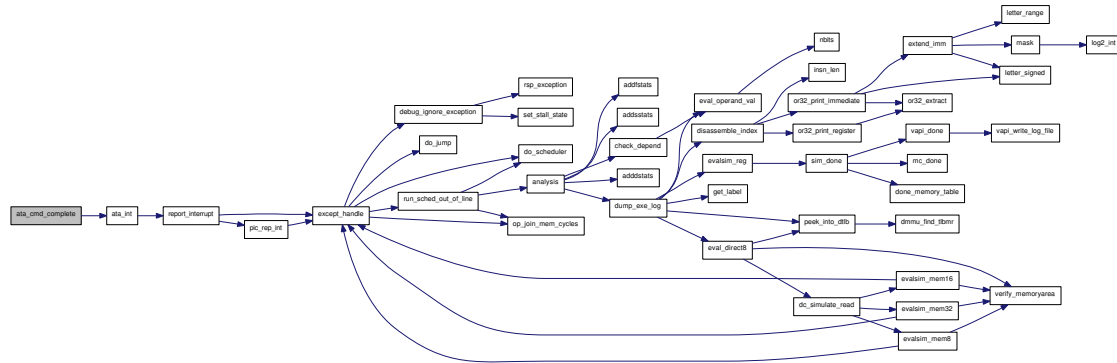 letter_range
nbits
extend_imm
mask
log2_int
insn_len
letter_signed
rsp_exception
addfstats
eval_operand_val
or32_print_immediate
or32_extract
debug_ignore_exception
set_stall_state
addsstats
disassemble_index
or32_print_register
vapi_done
vapi_write_log_file
do_jump
do_scheduler
check_depend
evalsim_reg
sim_done
mc_done
analysis
adddstats
get_label
done_memory_table
run_sched_out_of_line
dump_exe_log
ata_cmd_complete
ata_int
report_interrupt
except_handle
pic_rep_int
op_join_mem_cycles
peek_into_dtlb
dmmu_find_tlbmr
eval_direct8
evalsim_mem16
verify_memoryarea
dc_simulate_read
evalsim_mem32
evalsim_mem8